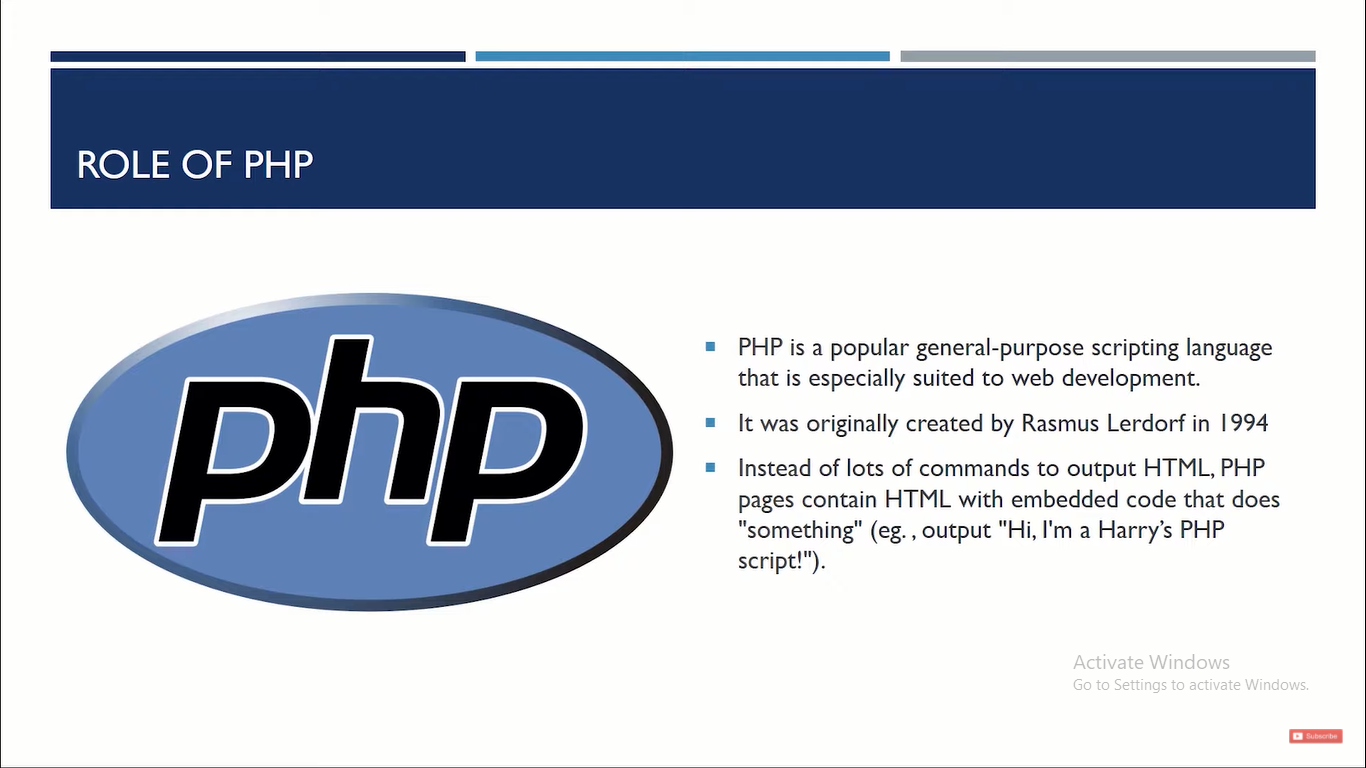 ROLE OF PHP
php
PHP is a popular general-purpose scripting language
that is especially suited to web development.
It was originally created by Rasmus Lerdorf in 1994
Instead of lots of commands to output HTML, PHP
pages contain HTML with embedded code that does
"something" (eg. , output "Hi, I'm a Harry’s PHP
script!").
Activate Windows
Go to Settings to activate Windows.
Subscribe